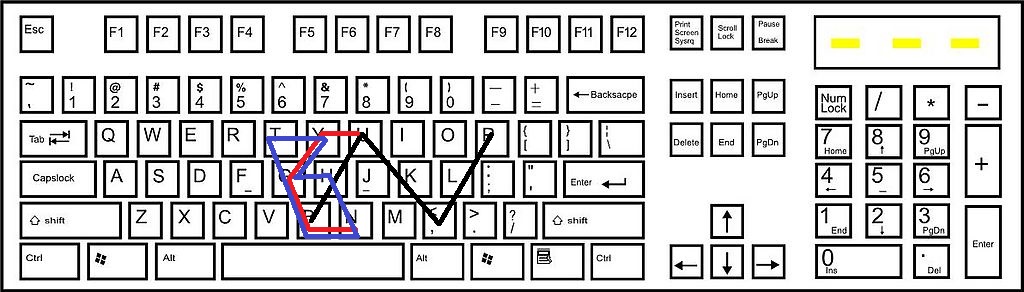 Esc F1 F2 F3 F4 F5 F6 F7 F8 F9 F10 F11 F12 Print Screen Sysrq Scroll Lock Pause Break
~ , ! 1 @ 2 # 3 $ 4 % 5 ^ 6 & 7 * 8 ( 9 ) 0 — – + = ←Backsacpe Insert Home PgUp Num Lock / * –
Tab Q W E R T Y U I O P { [ } ] ¦ \ Delete End PgDn 7 Home 8 ↑ 9 PgUp +
Capslock A S D F _ G H J _ K L : ; " ' Enter 4 ← 5 _ 6 →
shift Z X C V B N M < , > . ? / shift ↑ 1 End 2 ↓ 3 PgDn Enter
Ctrl Alt Alt Ctrl ← ↓ → 0 Ins . Del